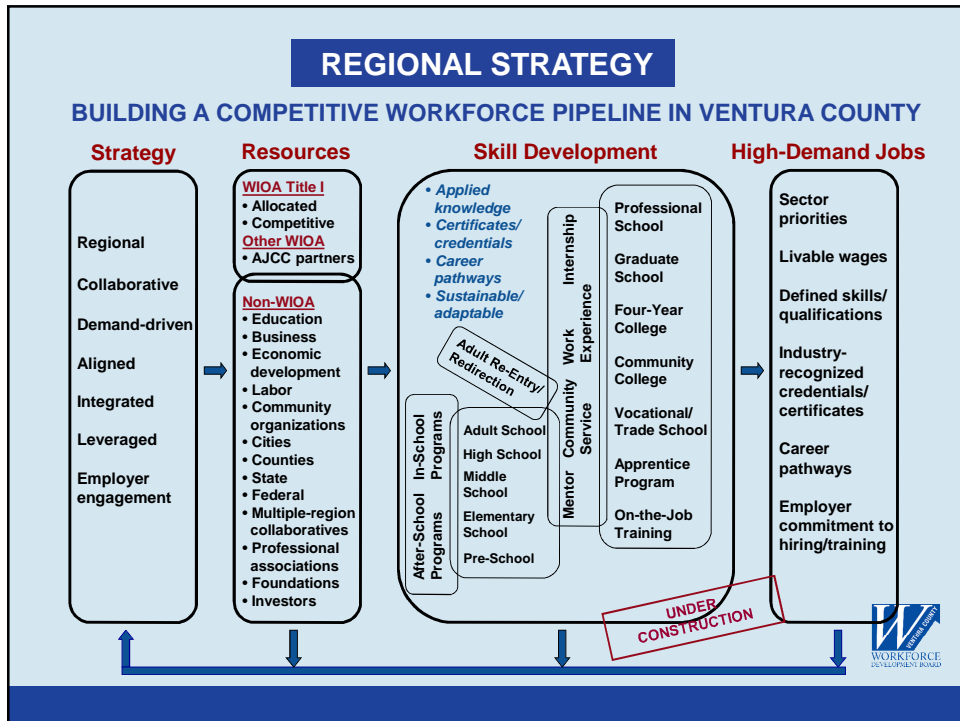 REGIONAL STRATEGY
BUILDING A COMPETITIVE WORKFORCE PIPELINE IN VENTURA COUNTY
Strategy
Regional
Collaborative
Demand-driven
Aligned
Integrated
Leveraged
Employer
engagement
Resources
WIOA Title I
• Allocated
• Competitive
Other WIOA
• AJCC partners
Non-WIOA
• Education
• Business
• Economic
development
• Labor
• Community
organizations
• Cities
• Counties
• State
• Federal
• Multiple-region
collaboratives
• Professional
associations
• Foundations
• Investors
Skill Development
• Applied
knowledge
• Certificates/
credentials
• Career
pathways
• Sustainable/
adaptable
Adult Re-Entry/
Redirection
After-School
Programs
In-School
Programs
Adult School
High School
Middle
School
Elementary
School
Pre-School
Mentor
Community
Service
Work
Experience
Internship
Professional
School
Graduate
School
Four-Year
College
Community
College
Vocational/
Trade School
Apprentice
Program
On-the-Job
Training
High-Demand Jobs
Sector
priorities
Livable wages
Defined skills/
qualifications
Industry-
recognized
credentials/
certificates
Career
pathways
Employer
commitment to
hiring/training
UNDER
CONSTRUCTION
W
VENTURA COUNTY
WORKFORCE
DEVELOPMENT BOARD